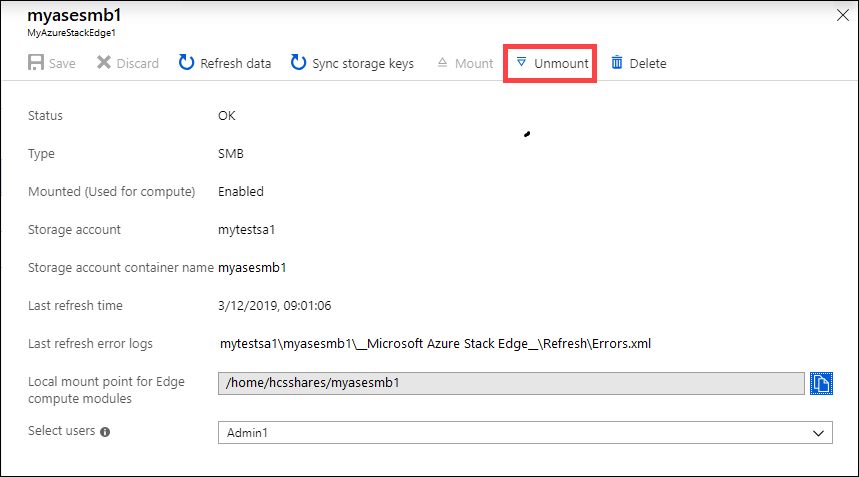 myasesmb1
MyAzureStackEdge1
Save Discard Refresh data Sync storage keys Mount Unmount Delete
Status OK
Type SMB
Mounted (Used for compute) Enabled
Storage account mytestsa1
Storage account container name myasesmb1
Last refresh time 3/12/2019, 09:01:06
Last refresh error logs mytestsa1\myasesmb1\__Microsoft Azure Stack Edge__\Refresh\Errors.xml
Local mount point for Edge
compute modules /home/hcsshares/myasesmb1
Select users Admin1